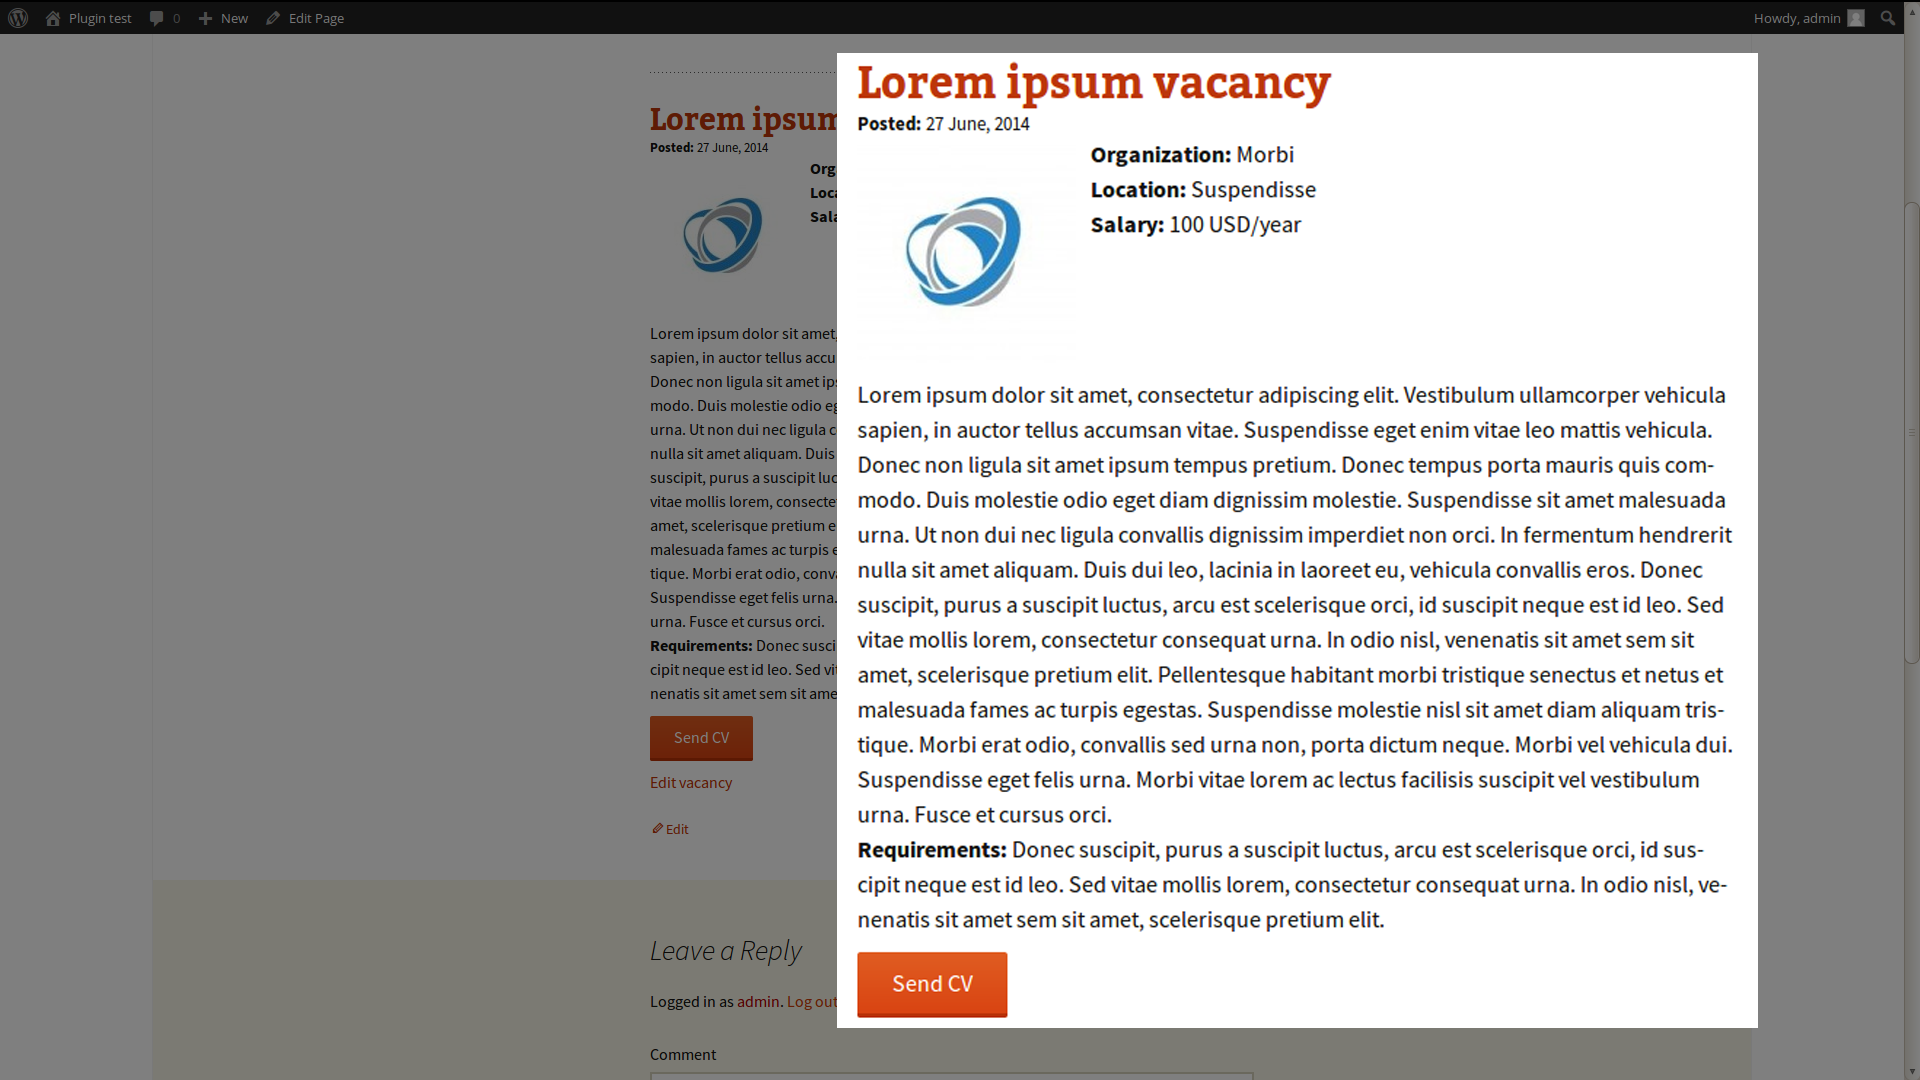 Plugin test
0
New
Edit Page
Howdy, admin
Lorem ipsum
Posted: 27 June, 2014
Org
Loca
Sala
Lorem ipsum dolor sit amet,
sapien, in auctor tellus accu
Donec non ligula sit amet ip
modo. Duis molestie odio eg
urna. Ut non dui nec ligula c
nulla sit amet aliquam. Duis
suscipit, purus a suscipit luc
vitae mollis lorem, consecte
amet, scelerisque pretium e
malesuada fames ac turpis e
tique. Morbi erat odio, conv
Suspendisse eget felis urna.
urna. Fusce et cursus orci.
Requirements: Donec susci
cipit neque est id leo. Sed vi
nenatis sit amet sem sit ame
Send CV
Edit vacancy
Edit
Leave a Reply
Logged in as admin. Log out
Comment
Lorem ipsum vacancy
Posted: 27 June, 2014
Organization: Morbi
Location: Suspendisse
Salary: 100 USD/year
Lorem ipsum dolor sit amet, consectetur adipiscing elit. Vestibulum ullamcorper vehicula
sapien, in auctor tellus accumsan vitae. Suspendisse eget enim vitae leo mattis vehicula.
Donec non ligula sit amet ipsum tempus pretium. Donec tempus porta mauris quis com-
modo. Duis molestie odio eget diam dignissim molestie. Suspendisse sit amet malesuada
urna. Ut non dui nec ligula convallis dignissim imperdiet non orci. In fermentum hendrerit
nulla sit amet aliquam. Duis dui leo, lacinia in laoreet eu, vehicula convallis eros. Donec
suscipit, purus a suscipit luctus, arcu est scelerisque orci, id suscipit neque est id leo. Sed
vitae mollis lorem, consectetur consequat urna. In odio nisl, venenatis sit amet sem sit
amet, scelerisque pretium elit. Pellentesque habitant morbi tristique senectus et netus et
malesuada fames ac turpis egestas. Suspendisse molestie nisl sit amet diam aliquam tris-
tique. Morbi erat odio, convallis sed urna non, porta dictum neque. Morbi vel vehicula dui.
Suspendisse eget felis urna. Morbi vitae lorem ac lectus facilisis suscipit vel vestibulum
urna. Fusce et cursus orci.
Requirements: Donec suscipit, purus a suscipit luctus, arcu est scelerisque orci, id sus-
cipit neque est id leo. Sed vitae mollis lorem, consectetur consequat urna. In odio nisl, ve-
nenatis sit amet sem sit amet, scelerisque pretium elit.
Send CV